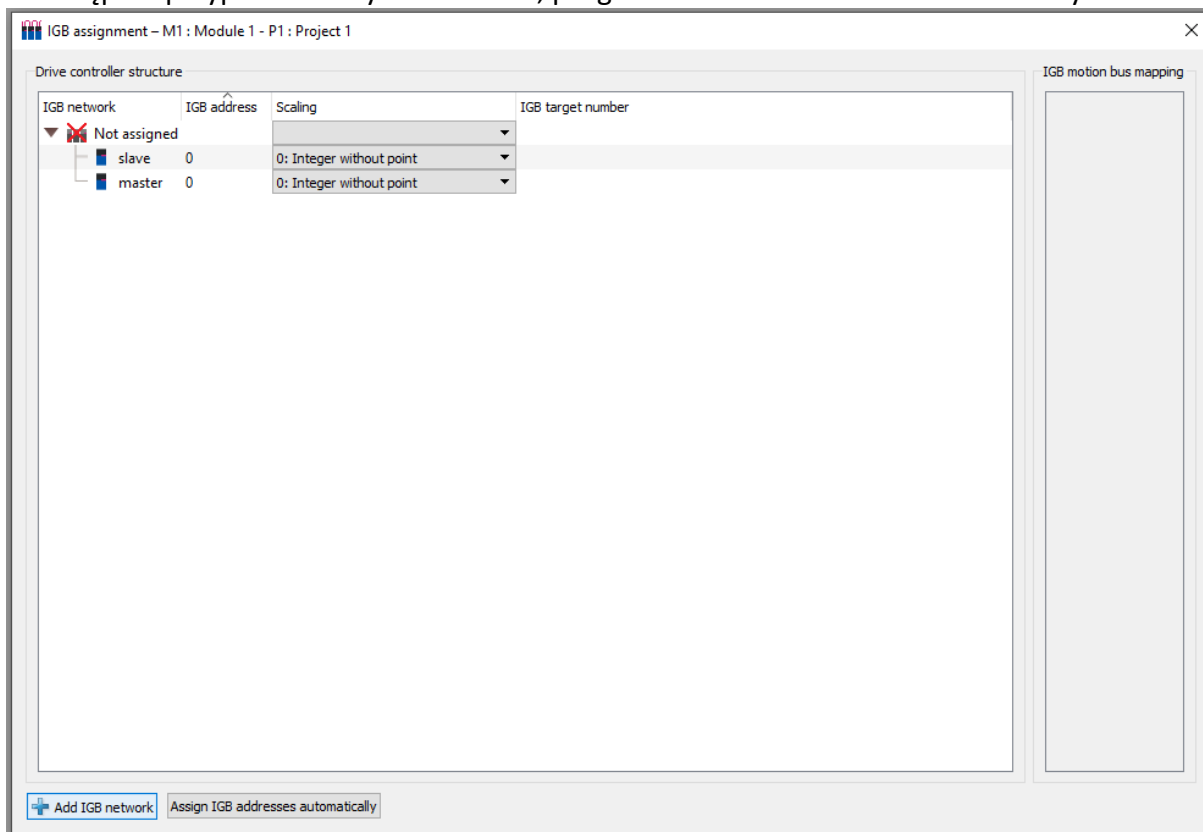 IGB assignment – M1 : Module 1 - P1 : Project 1
Drive controller structure
IGB motion bus mapping
IGB network IGB address Scaling IGB target number
Not assigned
slave 0 0: Integer without point
master 0 0: Integer without point
Add IGB network Assign IGB addresses automatically